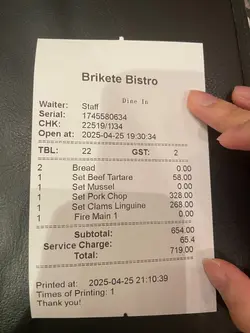 Brikete Bistro
Dine In
Waiter: Staff
Serial: 1745580634
CHK: 22519/1)34
Open at: 2025-04-25 19:30:34
TBL: 22 GST: 2
2 Bread 0.00
1 Set Beef Tartare 58.00
1 Set Mussel 0.00
1 Set Pork Chop 328.00
1 Set Clams Linguine 268.00
1 Fire Main 1 0.00
Subtotal: 654.00
Service Charge: 65.4
Total: 719.00
Printed at: 2025-04-25 21:10:39
Times of Printing: 1
Thank you!